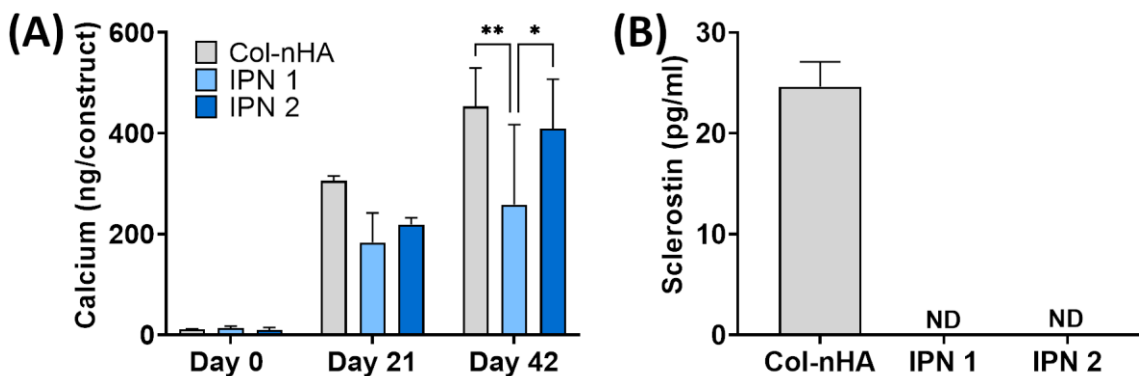 (A)
Calcium (ng/construct)
600
400
200
0
Col-nHA
IPN 1
IPN 2
** *
Day 0 Day 21 Day 42
(B)
Sclerostin (pg/ml)
30
20
10
0
ND ND
Col-nHA IPN 1 IPN 2